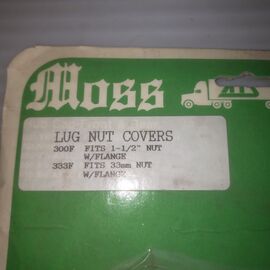 Moss
LUG NUT COVERS
300F FITS 1-1/2" NUT
W/FLANGE
333F FITS 33mm NUT
W/FLANGE